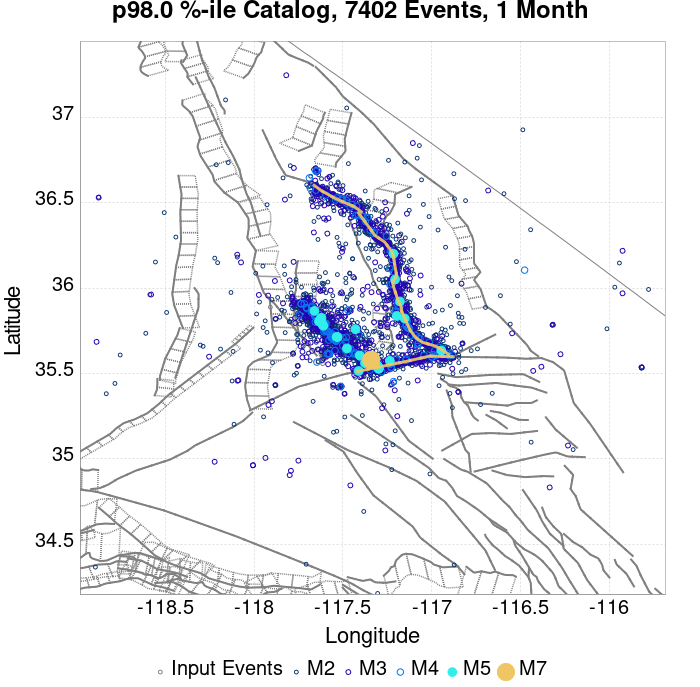 p98.0 %-ile Catalog, 7402 Events, 1 Month
37
36.5
36
35.5
35
34.5
Latitude
-118.5 -118 -117.5 -117 -116.5 -116
Longitude
Input Events M2 M3 M4 M5 M7